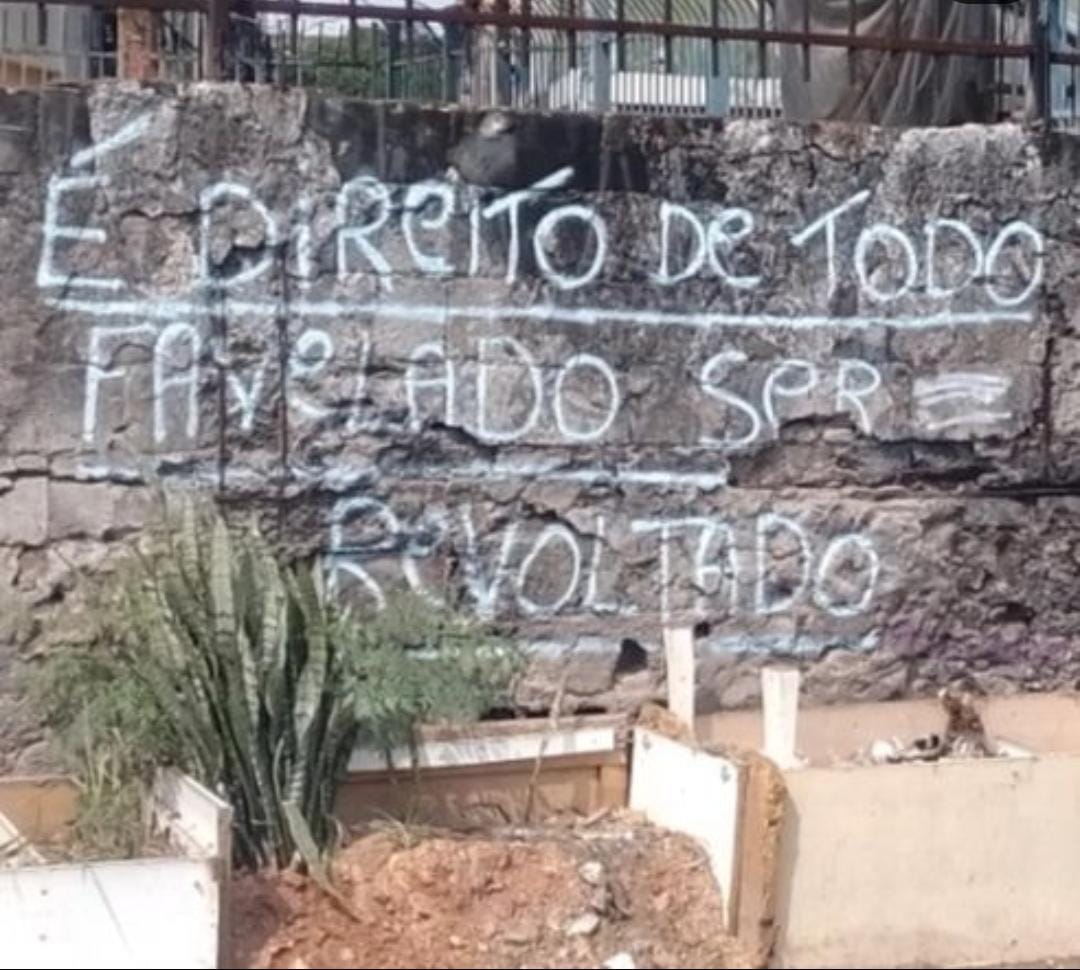 É DIReITO De TODO
FAVeLADO SeR =
ReVOLTADO